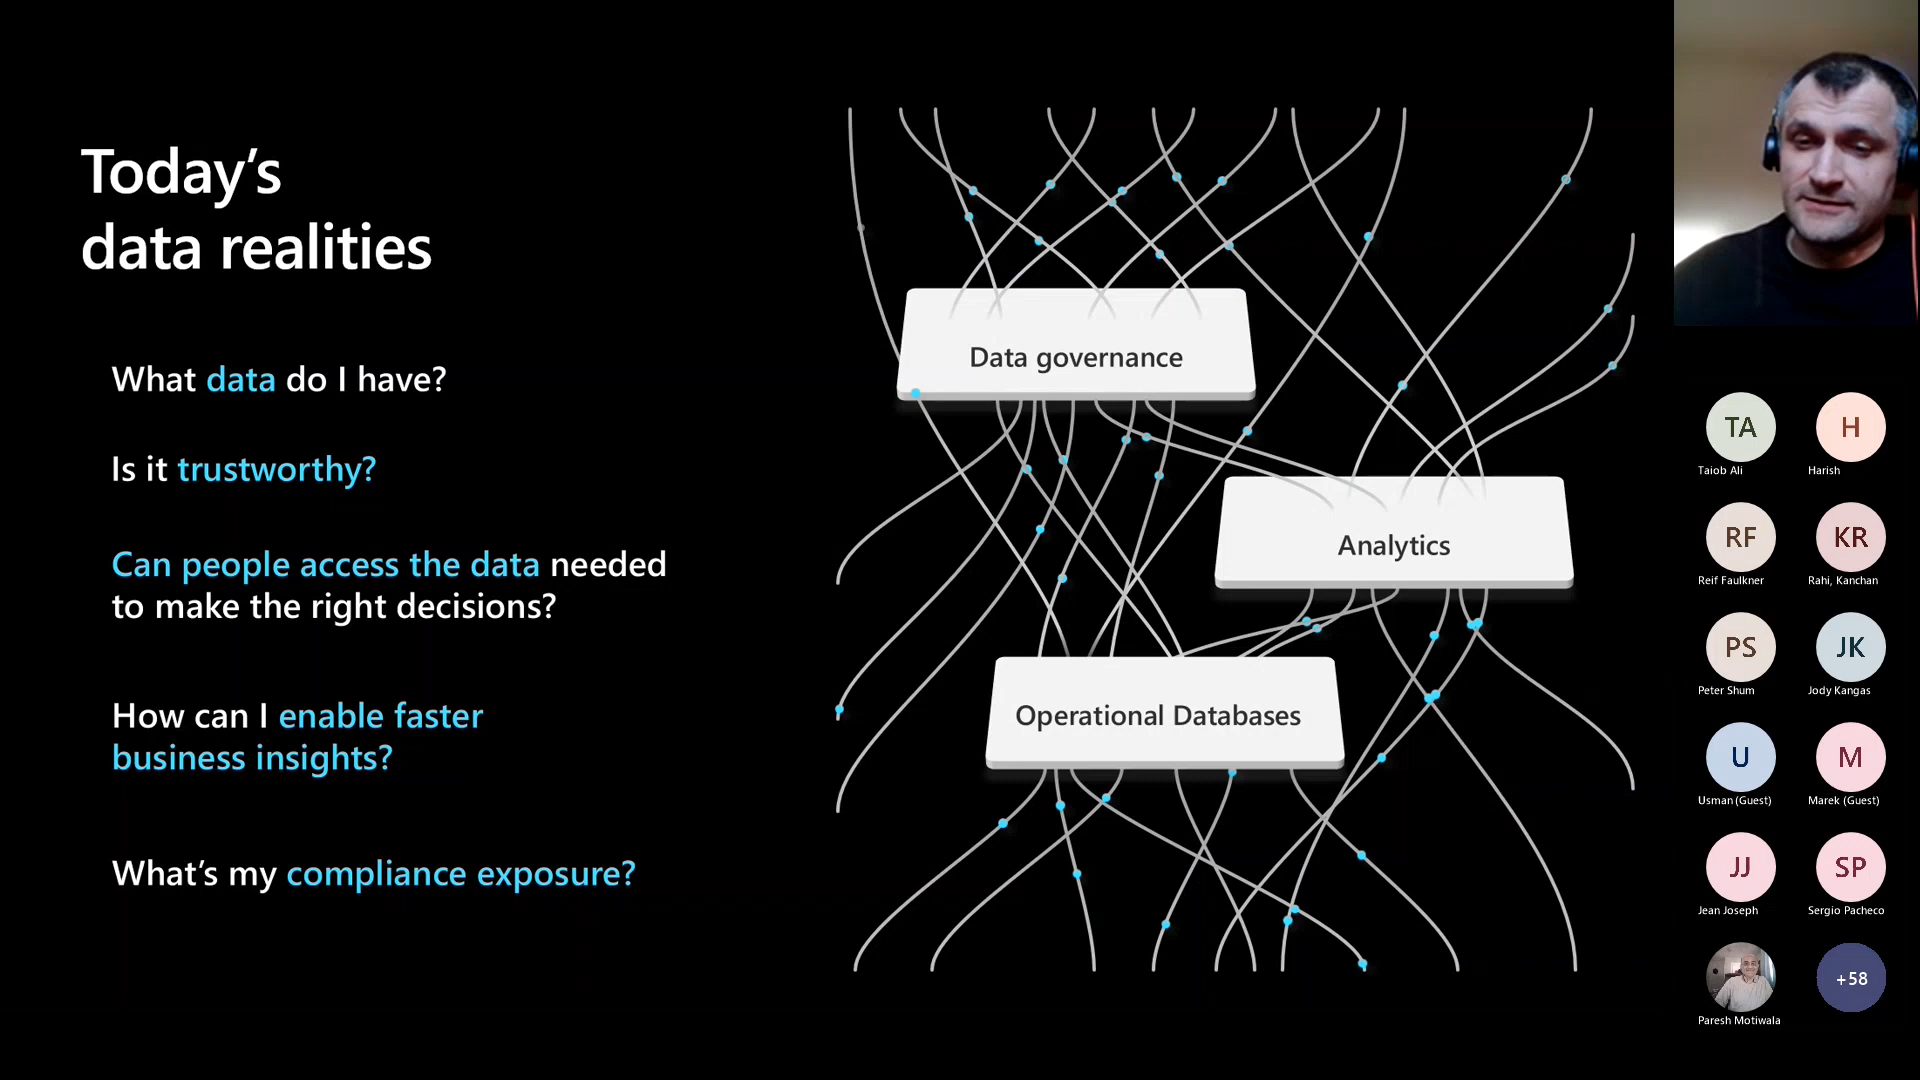 Today's
data realities
What data do I have?
Is it trustworthy?
Can people access the data needed
to make the right decisions?
How can I enable faster
business insights?
What's my compliance exposure?
Data governance
Analytics
Operational Databases
TA
Taiob Ali
H
Harish
RF
Reif Faulkner
KR
Rahi, Kanchan
PS
Peter Shum
JK
Jody Kangas
U
Usman (Guest)
M
Marek (Guest)
JJ
Jean Joseph
SP
Sergio Pacheco
Paresh Motiwala
+58